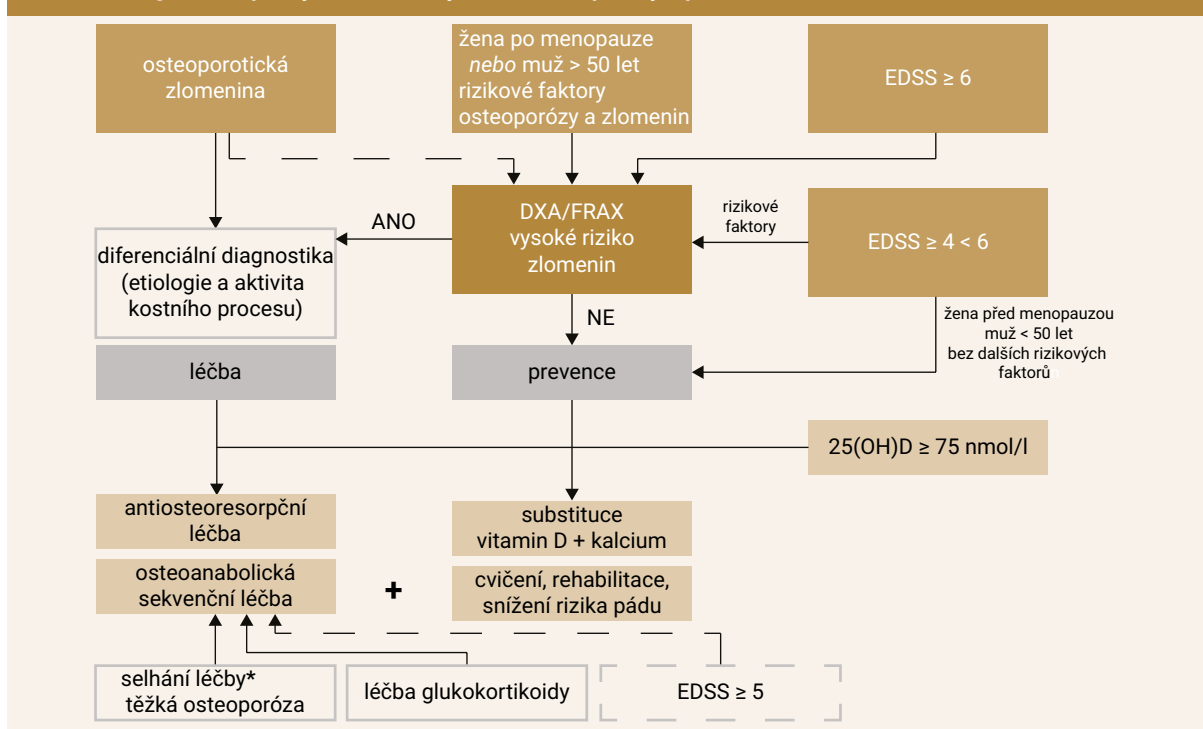 osteoporotická
zlomenina
žena po menopauze
nebo muž > 50 let
rizikové faktory
osteoporózy a zlomenin
EDSS ≥ 6
DXA/FRAX
vysoké riziko
zlomenin
ANO
rizikové
faktory
EDSS ≥ 4 < 6
diferenciální diagnostika
(etiologie a aktivita
kostního procesu)
NE
žena před menopauzou
muž < 50 let
bez dalších rizikových
faktorů
léčba
prevence
25(OH)D ≥ 75 nmol/l
antiosteoresorpční
léčba
substituce
vitamin D + kalcium
osteoanabolická
sekvenční léčba
+
cvičení, rehabilitace,
snížení rizika pádu
selhání léčby*
těžká osteoporóza
léčba glukokortikoidy
EDSS ≥ 5